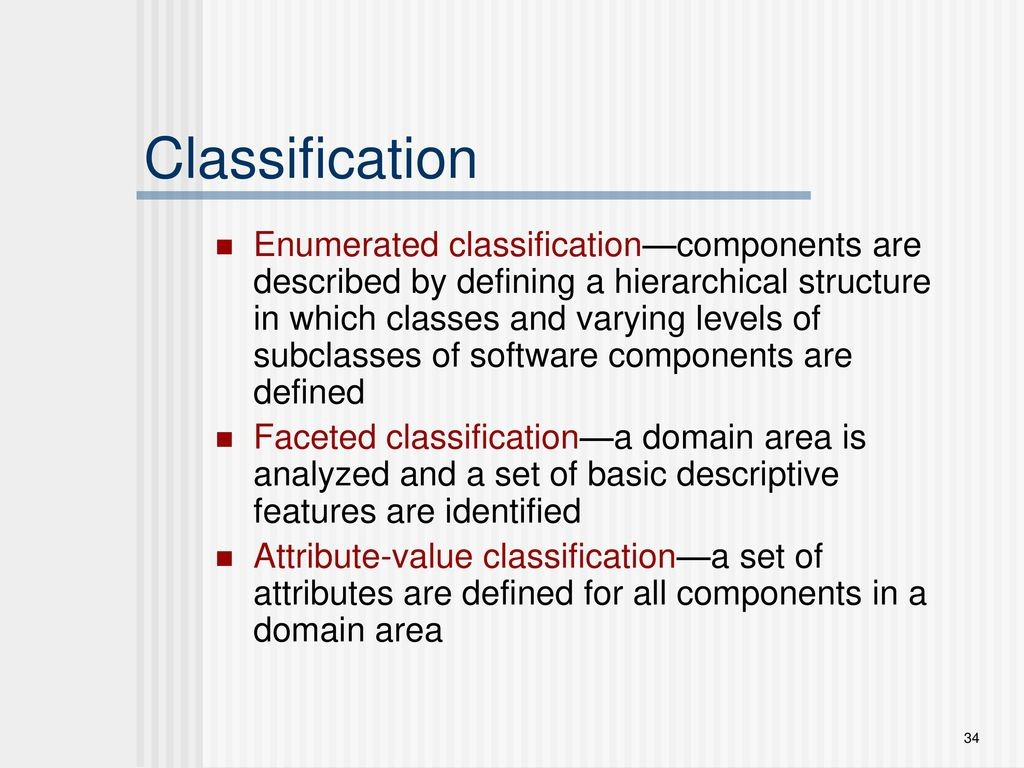 Classification
Enumerated classification—components are
described by defining a hierarchical structure
in which classes and varying levels of
subclasses of software components are
defined
Faceted classification—a domain area is
analyzed and a set of basic descriptive
features are identified
Attribute-value classification—a set of
attributes are defined for all components in a
domain area
34